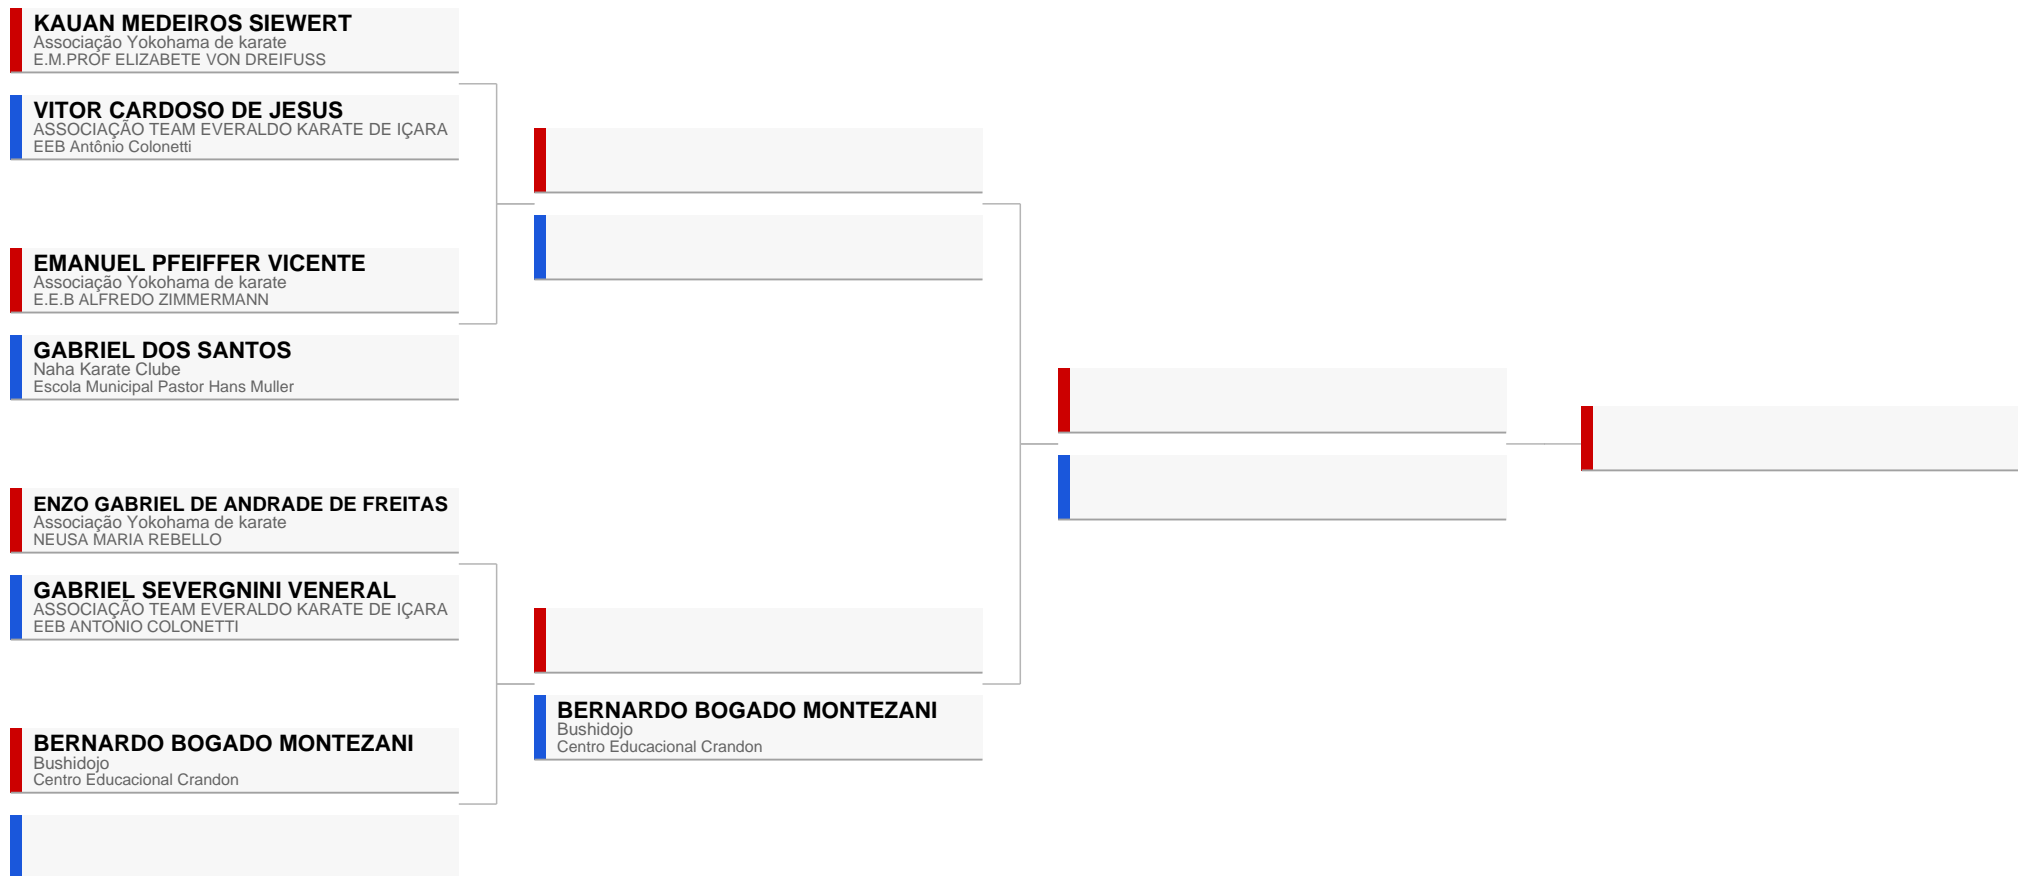 KAUAN MEDEIROS SIEWERT
Associação Yokohama de karate
E.M.PROF ELIZABETE VON DREIFUSS
VITOR CARDOSO DE JESUS
ASSOCIAÇÃO TEAM EVERALDO KARATE DE IÇARA
EEB Antônio Colonetti
EMANUEL PFEIFFER VICENTE
Associação Yokohama de karate
E.E.B ALFREDO ZIMMERMANN
GABRIEL DOS SANTOS
Naha Karate Clube
Escola Municipal Pastor Hans Muller
ENZO GABRIEL DE ANDRADE DE FREITAS
Associação Yokohama de karate
NEUSA MARIA REBELLO
GABRIEL SEVERGNINI VENERAL
ASSOCIAÇÃO TEAM EVERALDO KARATE DE IÇARA
EEB ANTONIO COLONETTI
BERNARDO BOGADO MONTEZANI
Bushidojo
Centro Educacional Crandon
BERNARDO BOGADO MONTEZANI
Bushidojo
Centro Educacional Crandon